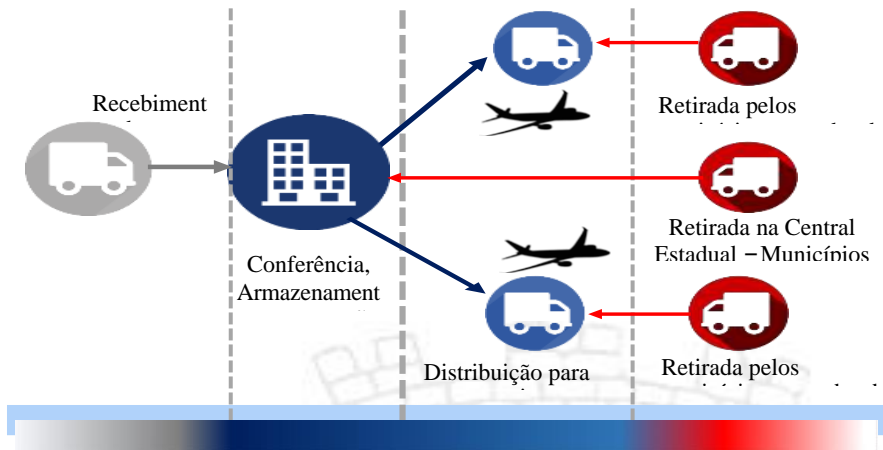 Recebiment
Conferência,
Armazenament
Distribuição para
Retirada pelos
Retirada na Central
Estadual – Municípios
Retirada pelos